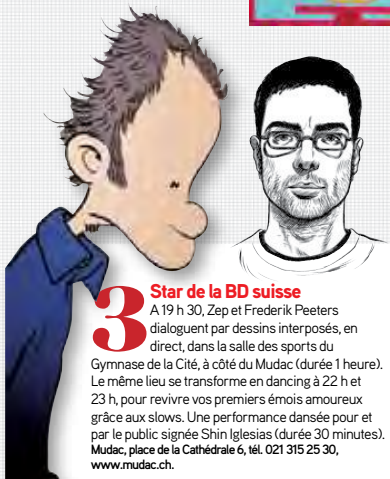 3
Star de la BD suisse
A 19 h 30, Zep et Frederik Peeters
dialoguent par dessins interposés, en
direct, dans la salle des sports du
Gymnase de la Cité, à côté du Mudac (durée 1 heure).
Le même lieu se transforme en dancing à 22 h et
23 h, pour revivre vos premiers émois amoureux
grâce aux slows. Une performance dansée pour et
par le public signée Shin Iglesias (durée 30 minutes).
Mudac, place de la Cathédrale 6, tél. 021 315 25 30,
www.mudac.ch.